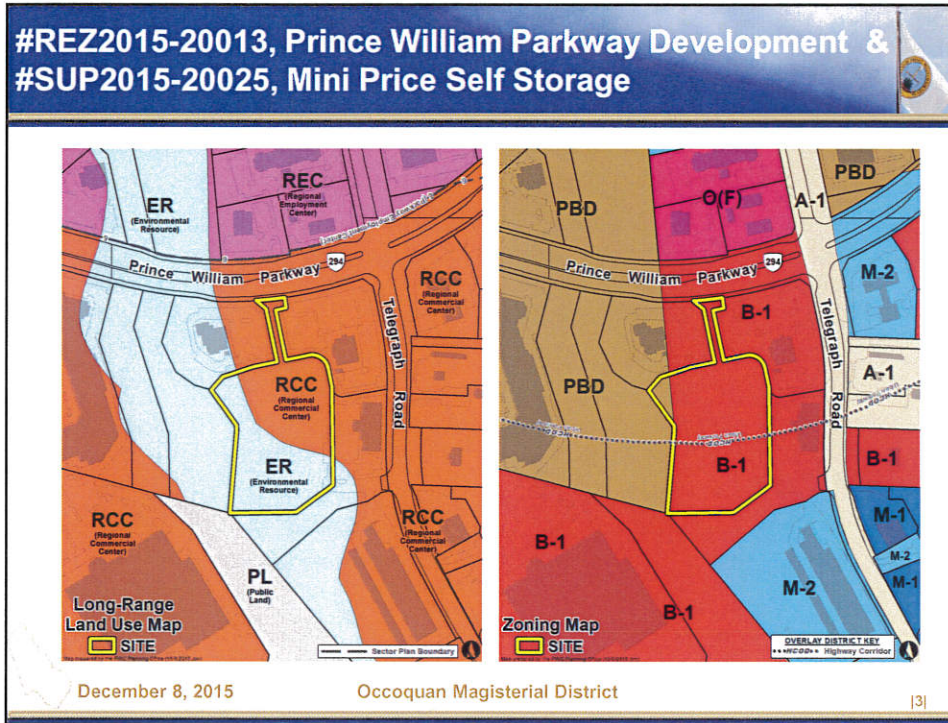 #REZ2015-20013, Prince William Parkway Development &
#SUP2015-20025, Mini Price Self Storage
ER
(Environmental
Resource)
REC
(Regional
Employment
Center)
Prince William Parkway
294
RCC
(Regional
Commercial
Center)
Telegraph Road
RCC
(Regional
Commercial
Center)
ER
(Environmental
Resource)
RCC
(Regional
Commercial
Center)
RCC
(Regional
Commercial
Center)
PL
(Public
Land)
Long-Range
Land Use Map
SITE
Sector Plan Boundary
PBD
O(F)
A-1
PBD
Prince William Parkway
294
M-2
B-1
Telegraph Road
A-1
PBD
B-1
B-1
B-1
M-1
M-2
M-1
M-2
B-1
Zoning Map
SITE
OVERLAY DISTRICT KEY
HCOD Highway Corridor
December 8, 2015
Occoquan Magisterial District
|3|